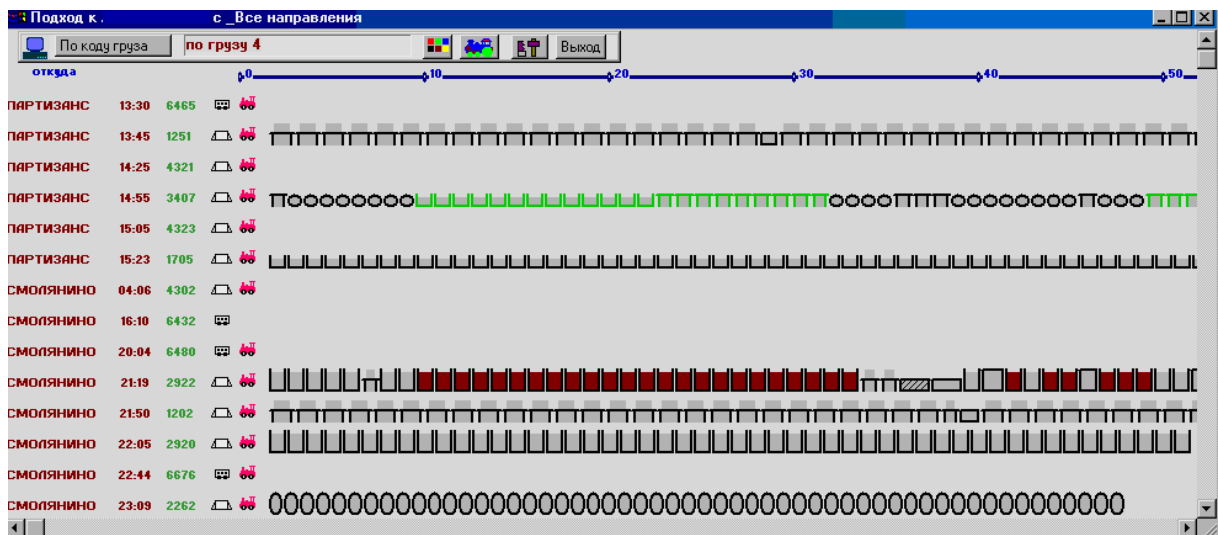 Подход к . с _Все направления
По коду груза по грузу 4 Выход
откуда 0 10 20 30 40 50
ПАРТИЗАНС 13:30 6465
ПАРТИЗАНС 13:45 1251
ПАРТИЗАНС 14:25 4321
ПАРТИЗАНС 14:55 3407
ПАРТИЗАНС 15:05 4323
ПАРТИЗАНС 15:23 1705
СМОЛЯНИНО 04:06 4302
СМОЛЯНИНО 16:10 6432
СМОЛЯНИНО 20:04 6480
СМОЛЯНИНО 21:19 2922
СМОЛЯНИНО 21:50 1202
СМОЛЯНИНО 22:05 2920
СМОЛЯНИНО 22:44 6676
СМОЛЯНИНО 23:09 2262